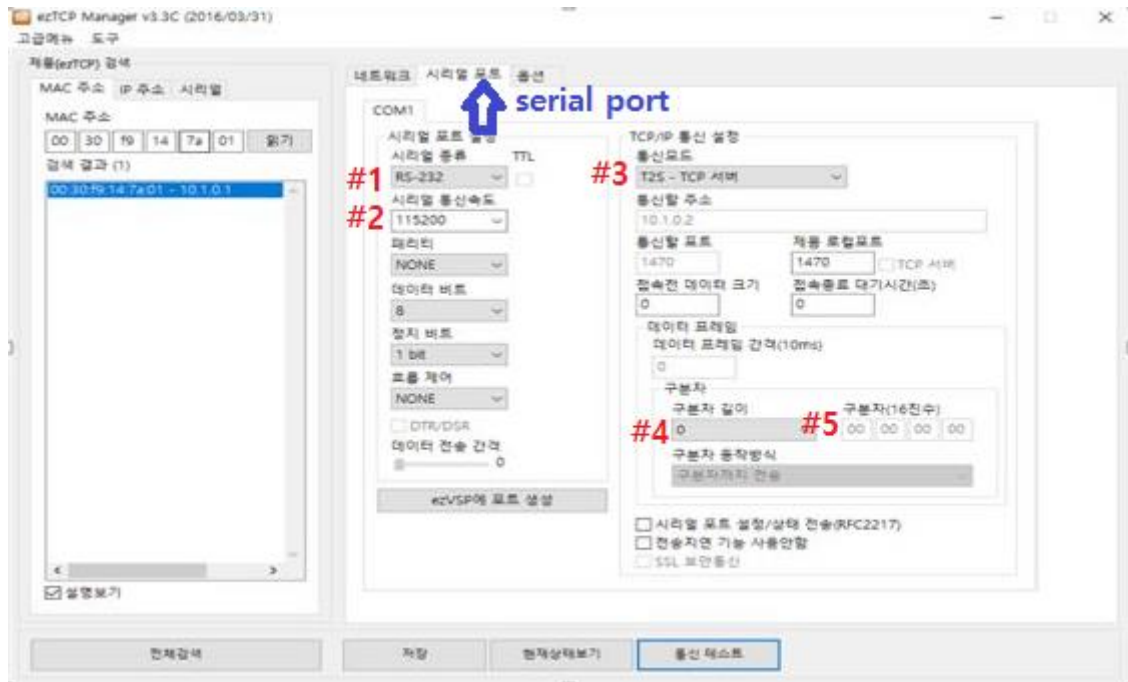 ezTCP Manager v3.3C (2016/03/31)
고급메뉴 도구
제품(ezTCP) 검색
MAC 주소 IP 주소 시리얼
MAC 주소
00 30 f9 14 7a 01 읽기
검색 결과 (1)
00:30:f9:14:7a:01 - 10.1.0.1
설명보기
전체검색
네트워크 시리얼 포트 옵션
serial port
COM1
시리얼 포트 설정
시리얼 종류 TTL
#1 RS-232
시리얼 통신속도
#2 115200
패리티
NONE
데이터 비트
8
정지 비트
1 bit
흐름 제어
NONE
DTR/DSR
데이터 전송 간격
0
ezVSP에 포트 생성
TCP/IP 통신 설정
통신모드
#3 T2S - TCP 서버
통신할 주소
10.1.0.2
통신할 포트 제품 로컬포트
1470 1470 TCP 서버
접속전 데이터 크기 접속종료 대기시간(초)
0 0
데이터 프레임
데이터 프레임 간격(10ms)
0
구분자
구분자 길이 구분자(16진수)
#4 0 #5 00 00 00 00
구분자 동작방식
구분자까지 전송
시리얼 포트 설정/상태 전송(RFC2217)
전송지연 기능 사용안함
SSL 보안통신
저장 현재상태보기 통신 테스트